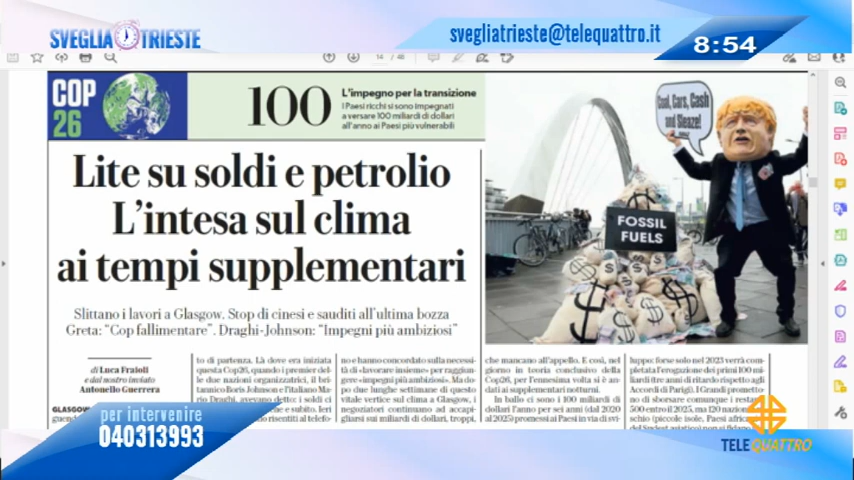 SVEGLIA TRIESTE
svegliatrieste@telequattro.it
8:54
COP
26
100
L'impegno per la transizione
I Paesi ricchi si sono impegnati
a versare 100 miliardi di dollari
all'anno ai Paesi più vulnerabili
Lite su soldi e petrolio
L'intesa sul clima
ai tempi supplementari
Slittano i lavori a Glasgow. Stop di cinesi e sauditi all'ultima bozza
Greta: "Cop fallimentare". Draghi-Johnson: "Impegni più ambiziosi"
Coal, Cars, Cash
and Sleaze!
FOSSIL
FUELS
di Luca Fraioli
e dal nostro inviato
Antonello Guerrera
to di partenza. Là dove era iniziata
questa Cop26, quando i premier del-
le due nazioni organizzatrici, il bri-
tannico Boris Johnson e l'italiano Ma-
rio Draghi, avevano detto: i soldi ci
no e hanno concordato sulla necessi-
tà di «lavorare insieme» per raggiun-
gere «impegni più ambiziosi». Ma do-
po due lunghe settimane di questo
vitale vertice sul clima a Glasgow, i
negoziatori continuano ad accapi-
gliarsi sui miliardi di dollari, troppi,
che mancano all'appello. E così, nel
giorno in teoria conclusivo della
Cop26, per l'ennesima volta si è an-
dati ai supplementari notturni.
In ballo ci sono i 100 miliardi di
dollari l'anno per sei anni (dal 2020
al 2025) promessi ai Paesi in via di svi-
luppo: forse solo nel 2023 verrà com-
pletata l'erogazione dei primi 100 mi-
liardi (tre anni di ritardo rispetto agli
Accordi di Parigi). I Grandi prometto-
no di sborsare comunque i restanti
500 entro il 2025, ma 120 nazioni
per intervenire
040313993
TELEQUATTRO